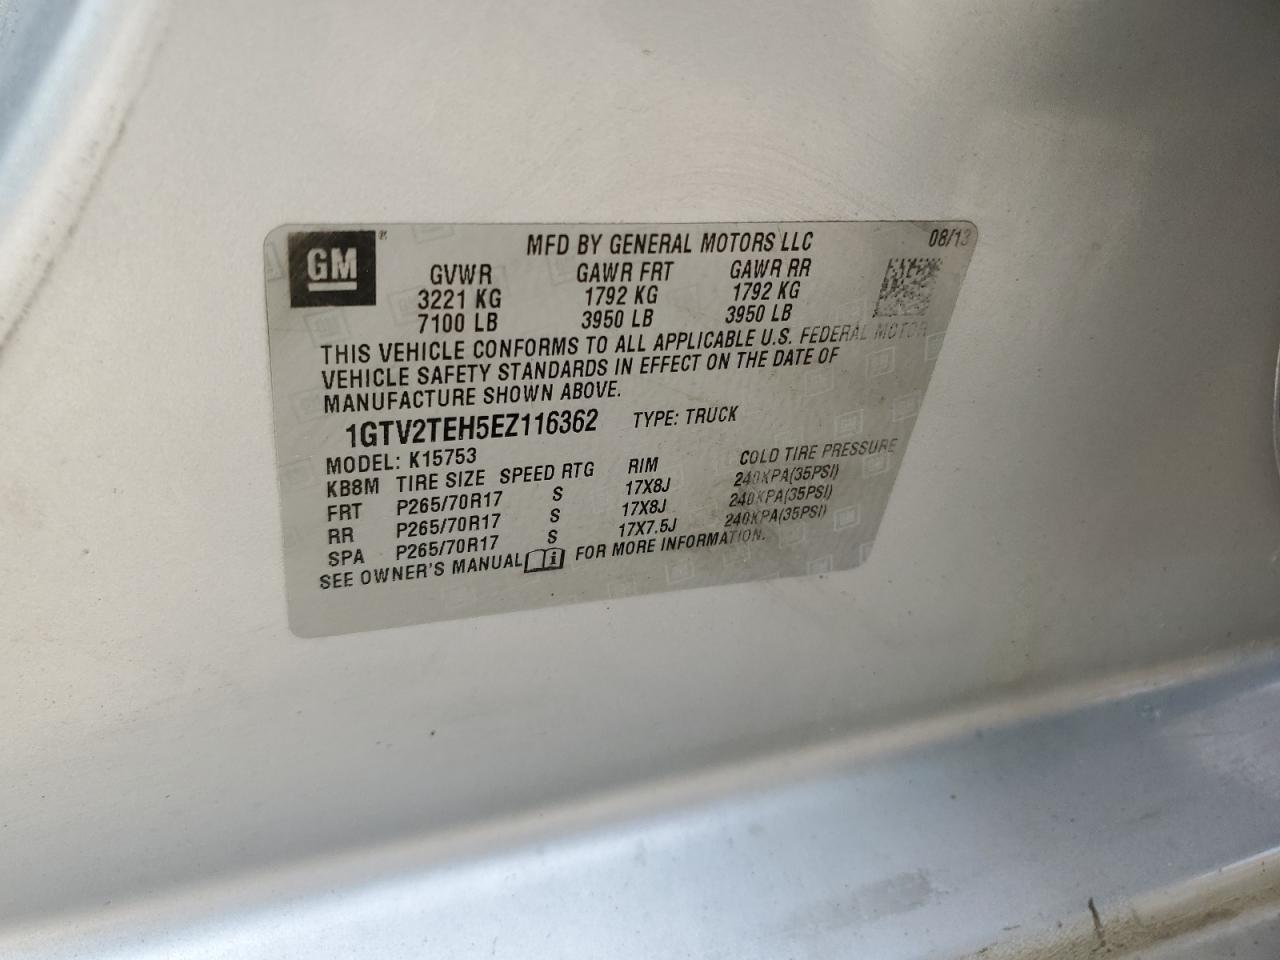 GM ® MFD BY GENERAL MOTORS LLC 08/13
GVWR GAWR FRT GAWR RR
3221 KG 1792 KG 1792 KG
7100 LB 3950 LB 3950 LB
THIS VEHICLE CONFORMS TO ALL APPLICABLE U.S. FEDERAL MOTOR
VEHICLE SAFETY STANDARDS IN EFFECT ON THE DATE OF
MANUFACTURE SHOWN ABOVE.
1GTV2TEH5EZ116362 TYPE: TRUCK
MODEL: K15753
KB8M TIRE SIZE SPEED RTG RIM COLD TIRE PRESSURE
FRT P265/70R17 S 17X8J 240KPA(35PSI)
RR P265/70R17 S 17X8J 240KPA(35PSI)
SPA P265/70R17 S 17X7.5J 240KPA(35PSI)
SEE OWNER'S MANUAL i FOR MORE INFORMATION.